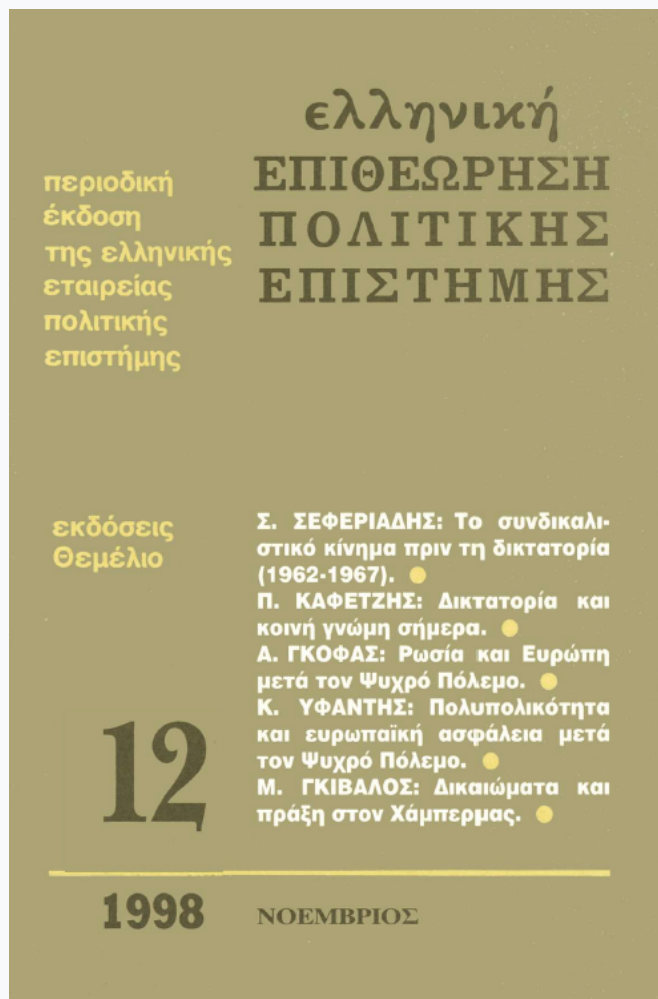 ελληνική
ΕΠΙΘΕΩΡΗΣΗ
ΠΟΛΙΤΙΚΗΣ
ΕΠΙΣΤΗΜΗΣ
περιοδική
έκδοση
της ελληνικής
εταιρείας
πολιτικής
επιστήμης
εκδόσεις
Θεμέλιο
Σ. ΣΕΦΕΡΙΑΔΗΣ: Το συνδικαλι-
στικό κίνημα πριν τη δικτατορία
(1962-1967).
Π. ΚΑΦΕΤΖΗΣ: Δικτατορία και
κοινή γνώμη σήμερα.
Α. ΓΚΟΦΑΣ: Ρωσία και Ευρώπη
μετά τον Ψυχρό Πόλεμο.
Κ. ΥΦΑΝΤΗΣ: Πολυπολικότητα
και ευρωπαϊκή ασφάλεια μετά
τον Ψυχρό Πόλεμο.
Μ. ΓΚΙΒΑΛΟΣ: Δικαιώματα και
πράξη στον Χάμπερμας.
12
1998 ΝΟΕΜΒΡΙΟΣ